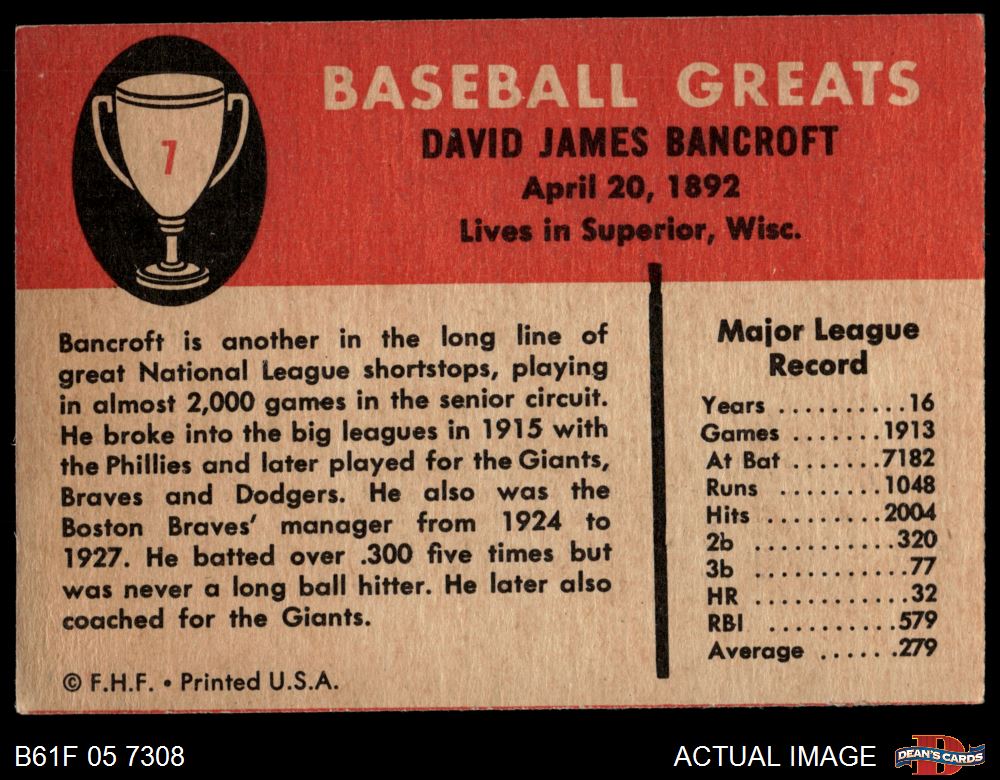 7
BASEBALL GREATS
DAVID JAMES BANCROFT
April 20, 1892
Lives in Superior, Wisc.
Bancroft is another in the long line of
great National League shortstops, playing
in almost 2,000 games in the senior circuit.
He broke into the big leagues in 1915 with
the Phillies and later played for the Giants,
Braves and Dodgers. He also was the
Boston Braves' manager from 1924 to
1927. He batted over .300 five times but
was never a long ball hitter. He later also
coached for the Giants.
© F.H.F. • Printed U.S.A.
Major League
Record
Years ..........16
Games .......1913
At Bat .......7182
Runs ........1048
Hits .........2004
2b ...........320
3b ............77
HR ............32
RBI ..........579
Average ......279
B61F 05 7308
ACTUAL IMAGE
D
DEAN'S CARDS